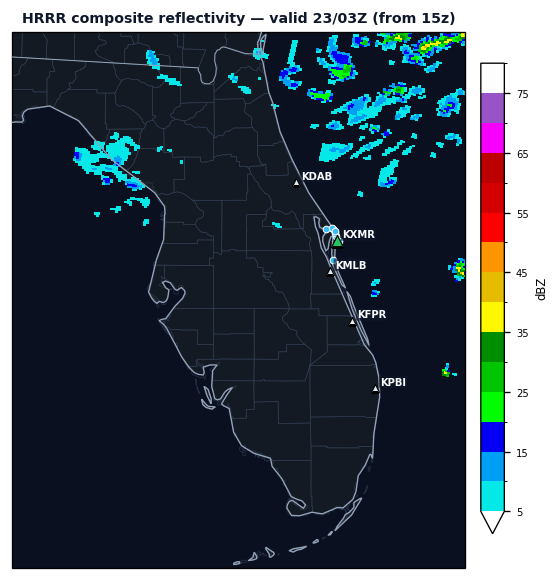 HRRR composite reflectivity — valid 23/03Z (from 15z)
KDAB
KXMR
KMLB
KFPR
KPBI
75
65
55
45
35
25
15
5
dBZ